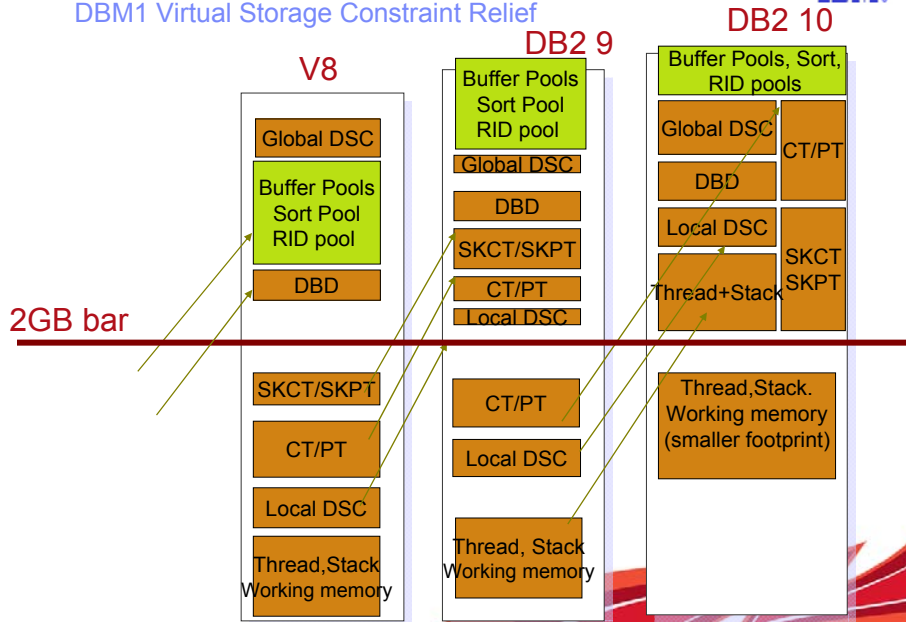 DBM1 Virtual Storage Constraint Relief
V8
DB2 9
DB2 10
2GB bar
Global DSC
Buffer Pools
Sort Pool
RID pool
DBD
SKCT/SKPT
CT/PT
Local DSC
Thread,Stack
Working memory
Buffer Pools
Sort Pool
RID pool
Global DSC
DBD
SKCT/SKPT
CT/PT
Local DSC
CT/PT
Local DSC
Thread, Stack
Working memory
Buffer Pools, Sort,
RID pools
Global DSC
CT/PT
DBD
Local DSC
SKCT
SKPT
Thread+Stack
Thread,Stack.
Working memory
(smaller footprint)